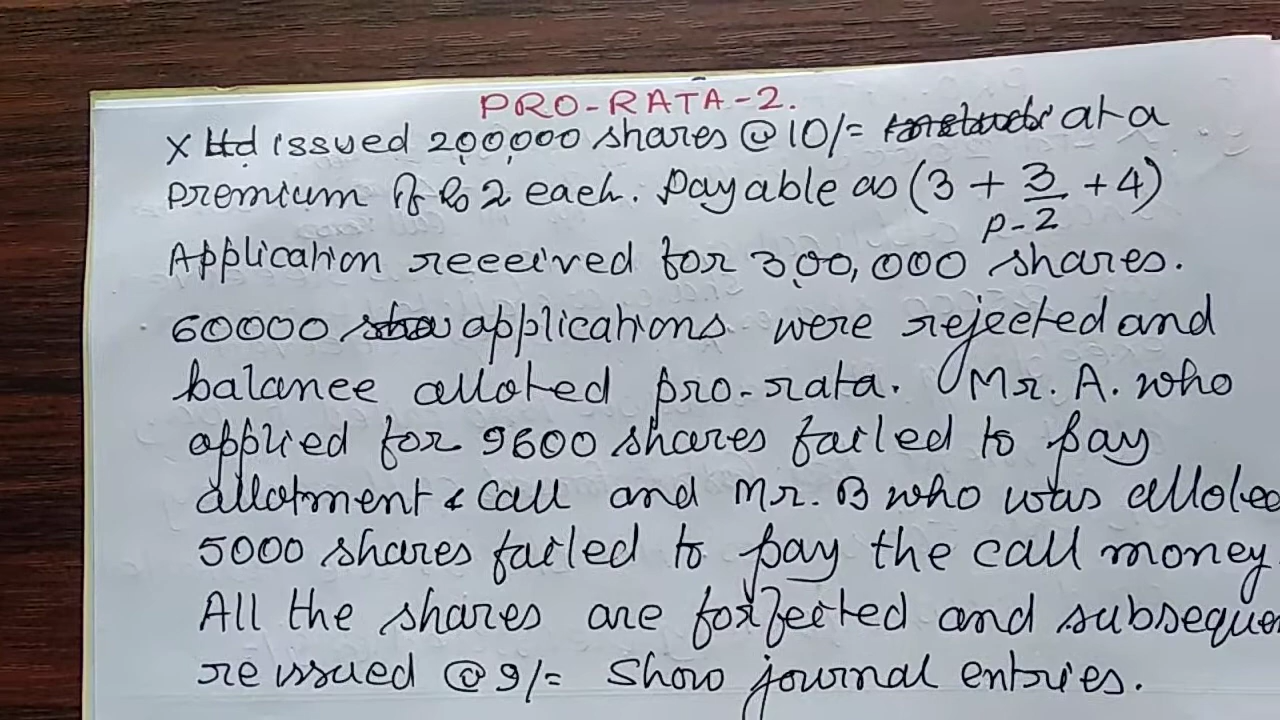 PRO-RATA-2.
X Ltd issued 200,000 shares @ 10/= at a
premium of Rs 2 each. Payable as (3 + 3 + 4)
P-2
Application received for 3,00,000 shares.
60000 applications were rejected and
balance alloted pro-rata. Mr. A. who
applied for 9600 shares failed to pay
allotment & call and Mr. B who was alloted
5000 shares failed to pay the call money.
All the shares are forfeited and subseque
reissued @ 9/= Show journal entries.